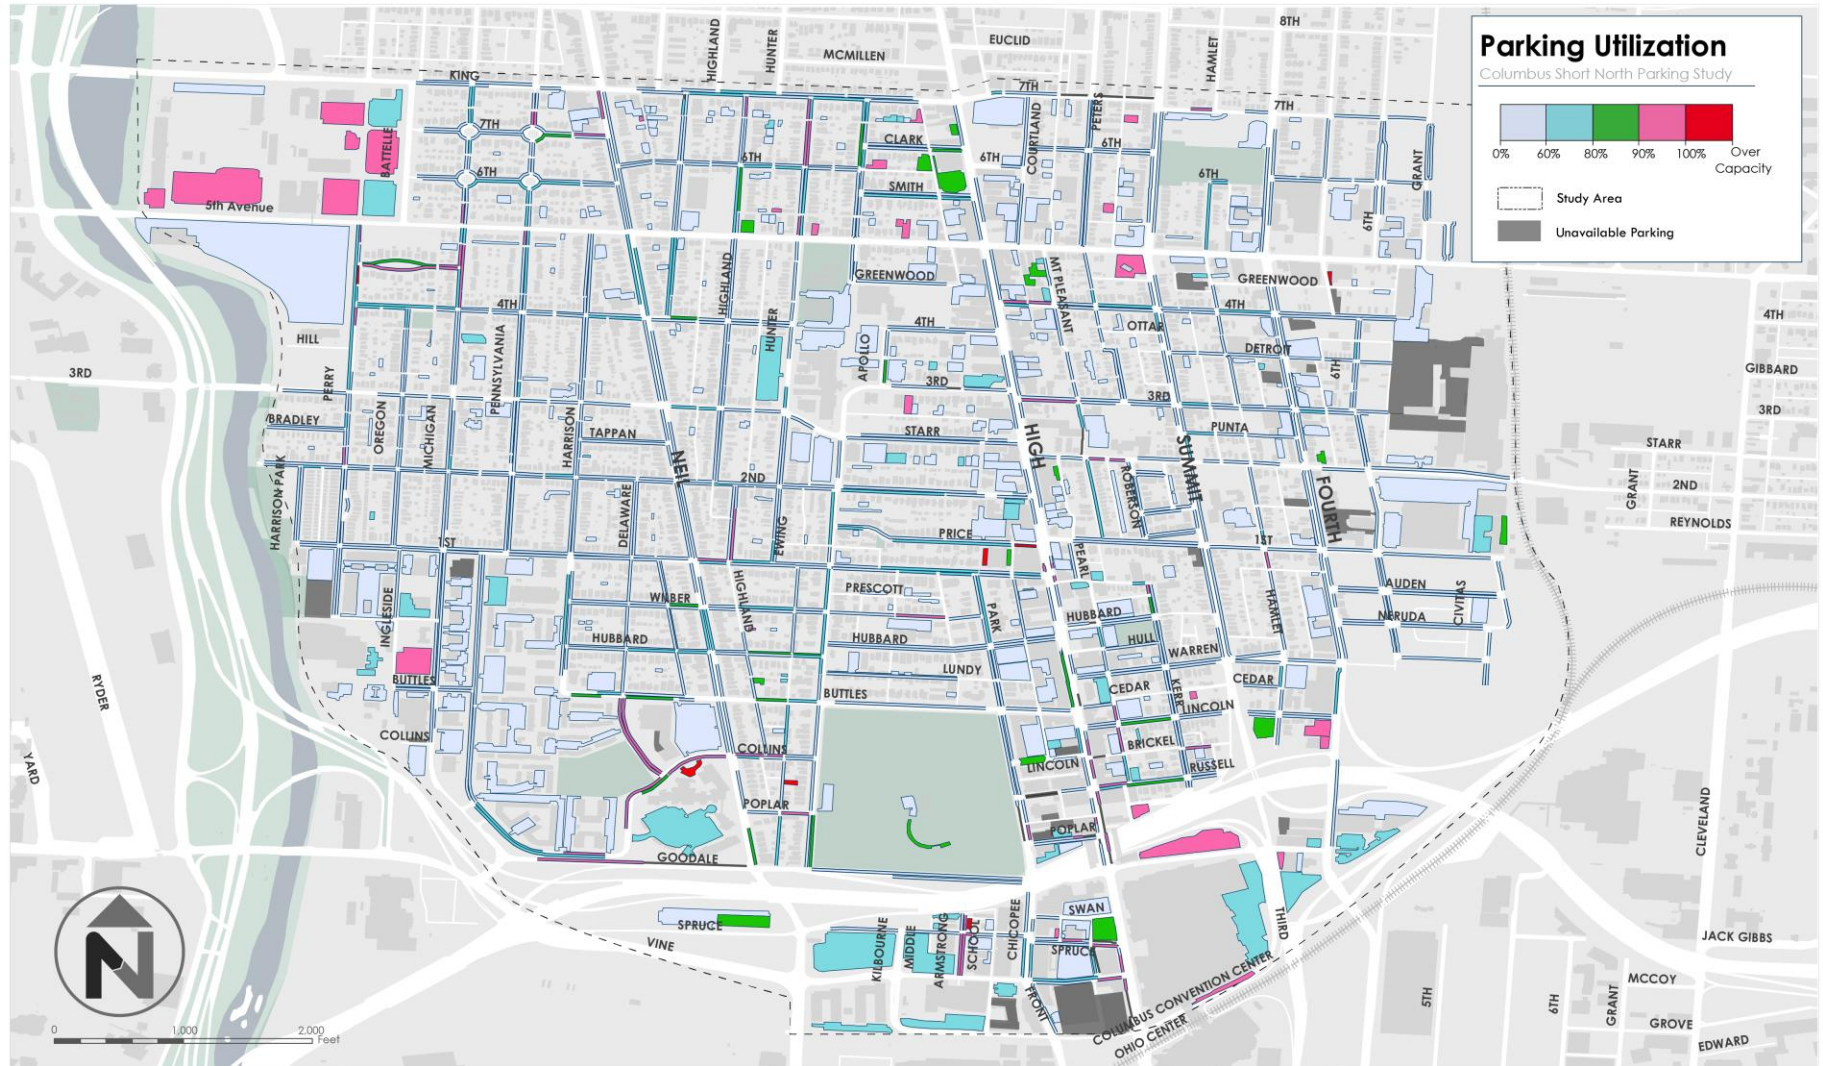 Parking Utilization
Columbus Short North Parking Study
0%
60%
80%
90%
100%
Over
Capacity
Study Area
Unavailable Parking
8TH
EUCLID
MCMILLEN
HIGHLAND
HUNTER
HAMLET
KING
7TH
7TH
7TH
PETERS
COURTLAND
BATTELLE
CLARK
6TH
6TH
6TH
6TH
6TH
SMITH
GRANT
6TH
5th Avenue
GREENWOOD
MT PLEASANT
GREENWOOD
HIGHLAND
4TH
4TH
4TH
4TH
HUNTER
OTTAR
DETROIT
HILL
PENNSYLVANIA
APOLLO
6TH
GIBBARD
3RD
PERRY
3RD
3RD
3RD
BRADLEY
OREGON
MICHIGAN
HARRISON
TAPPAN
STARR
HIGH
PUNTA
STARR
NEIL
SUMMIT
2ND
ROBERSON
FOURTH
GRANT
2ND
HARRISON PARK
DELAWARE
EWING
REYNOLDS
1ST
PRICE
1ST
PEARL
PRESCOTT
AUDEN
CIVITAS
INGLESIDE
WILBER
HIGHLAND
PARK
HUBBARD
HAMLET
NERUDA
HUBBARD
HUBBARD
HULL
WARREN
LUNDY
BUTTLES
BUTTLES
CEDAR
KERR
CEDAR
LINCOLN
RYDER
COLLINS
COLLINS
BRICKEL
LINCOLN
RUSSELL
YARD
POPLAR
POPLAR
CLEVELAND
GOODALE
N
SWAN
SPRUCE
SPRUCE
VINE
KILBOURNE
MIDDLE
ARMSTRONG
SCHOOL
CHICOPEE
THIRD
JACK GIBBS
FRONT
COLUMBUS CONVENTION CENTER
OHIO CENTER
5TH
6TH
GRANT
MCCOY
GROVE
EDWARD
0
1,000
2,000
Feet